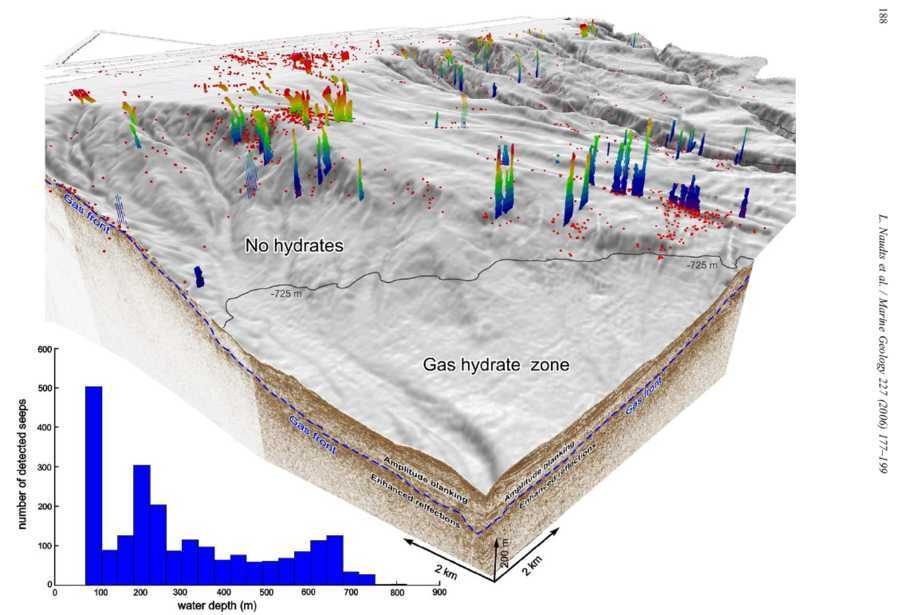 188
L. Naudts et al. / Marine Geology 227 (2006) 177–199
Gas front
No hydrates
-725 m
-725 m
Gas hydrate zone
Gas front
Gas front
Amplitude blanking
Enhanced relfections
Amplitude blanking
Enhanced reflections
200 m
2 km
2 km
number of detected seeps
600
500
400
300
200
100
0
0 100 200 300 400 500 600 700 800 900
water depth (m)